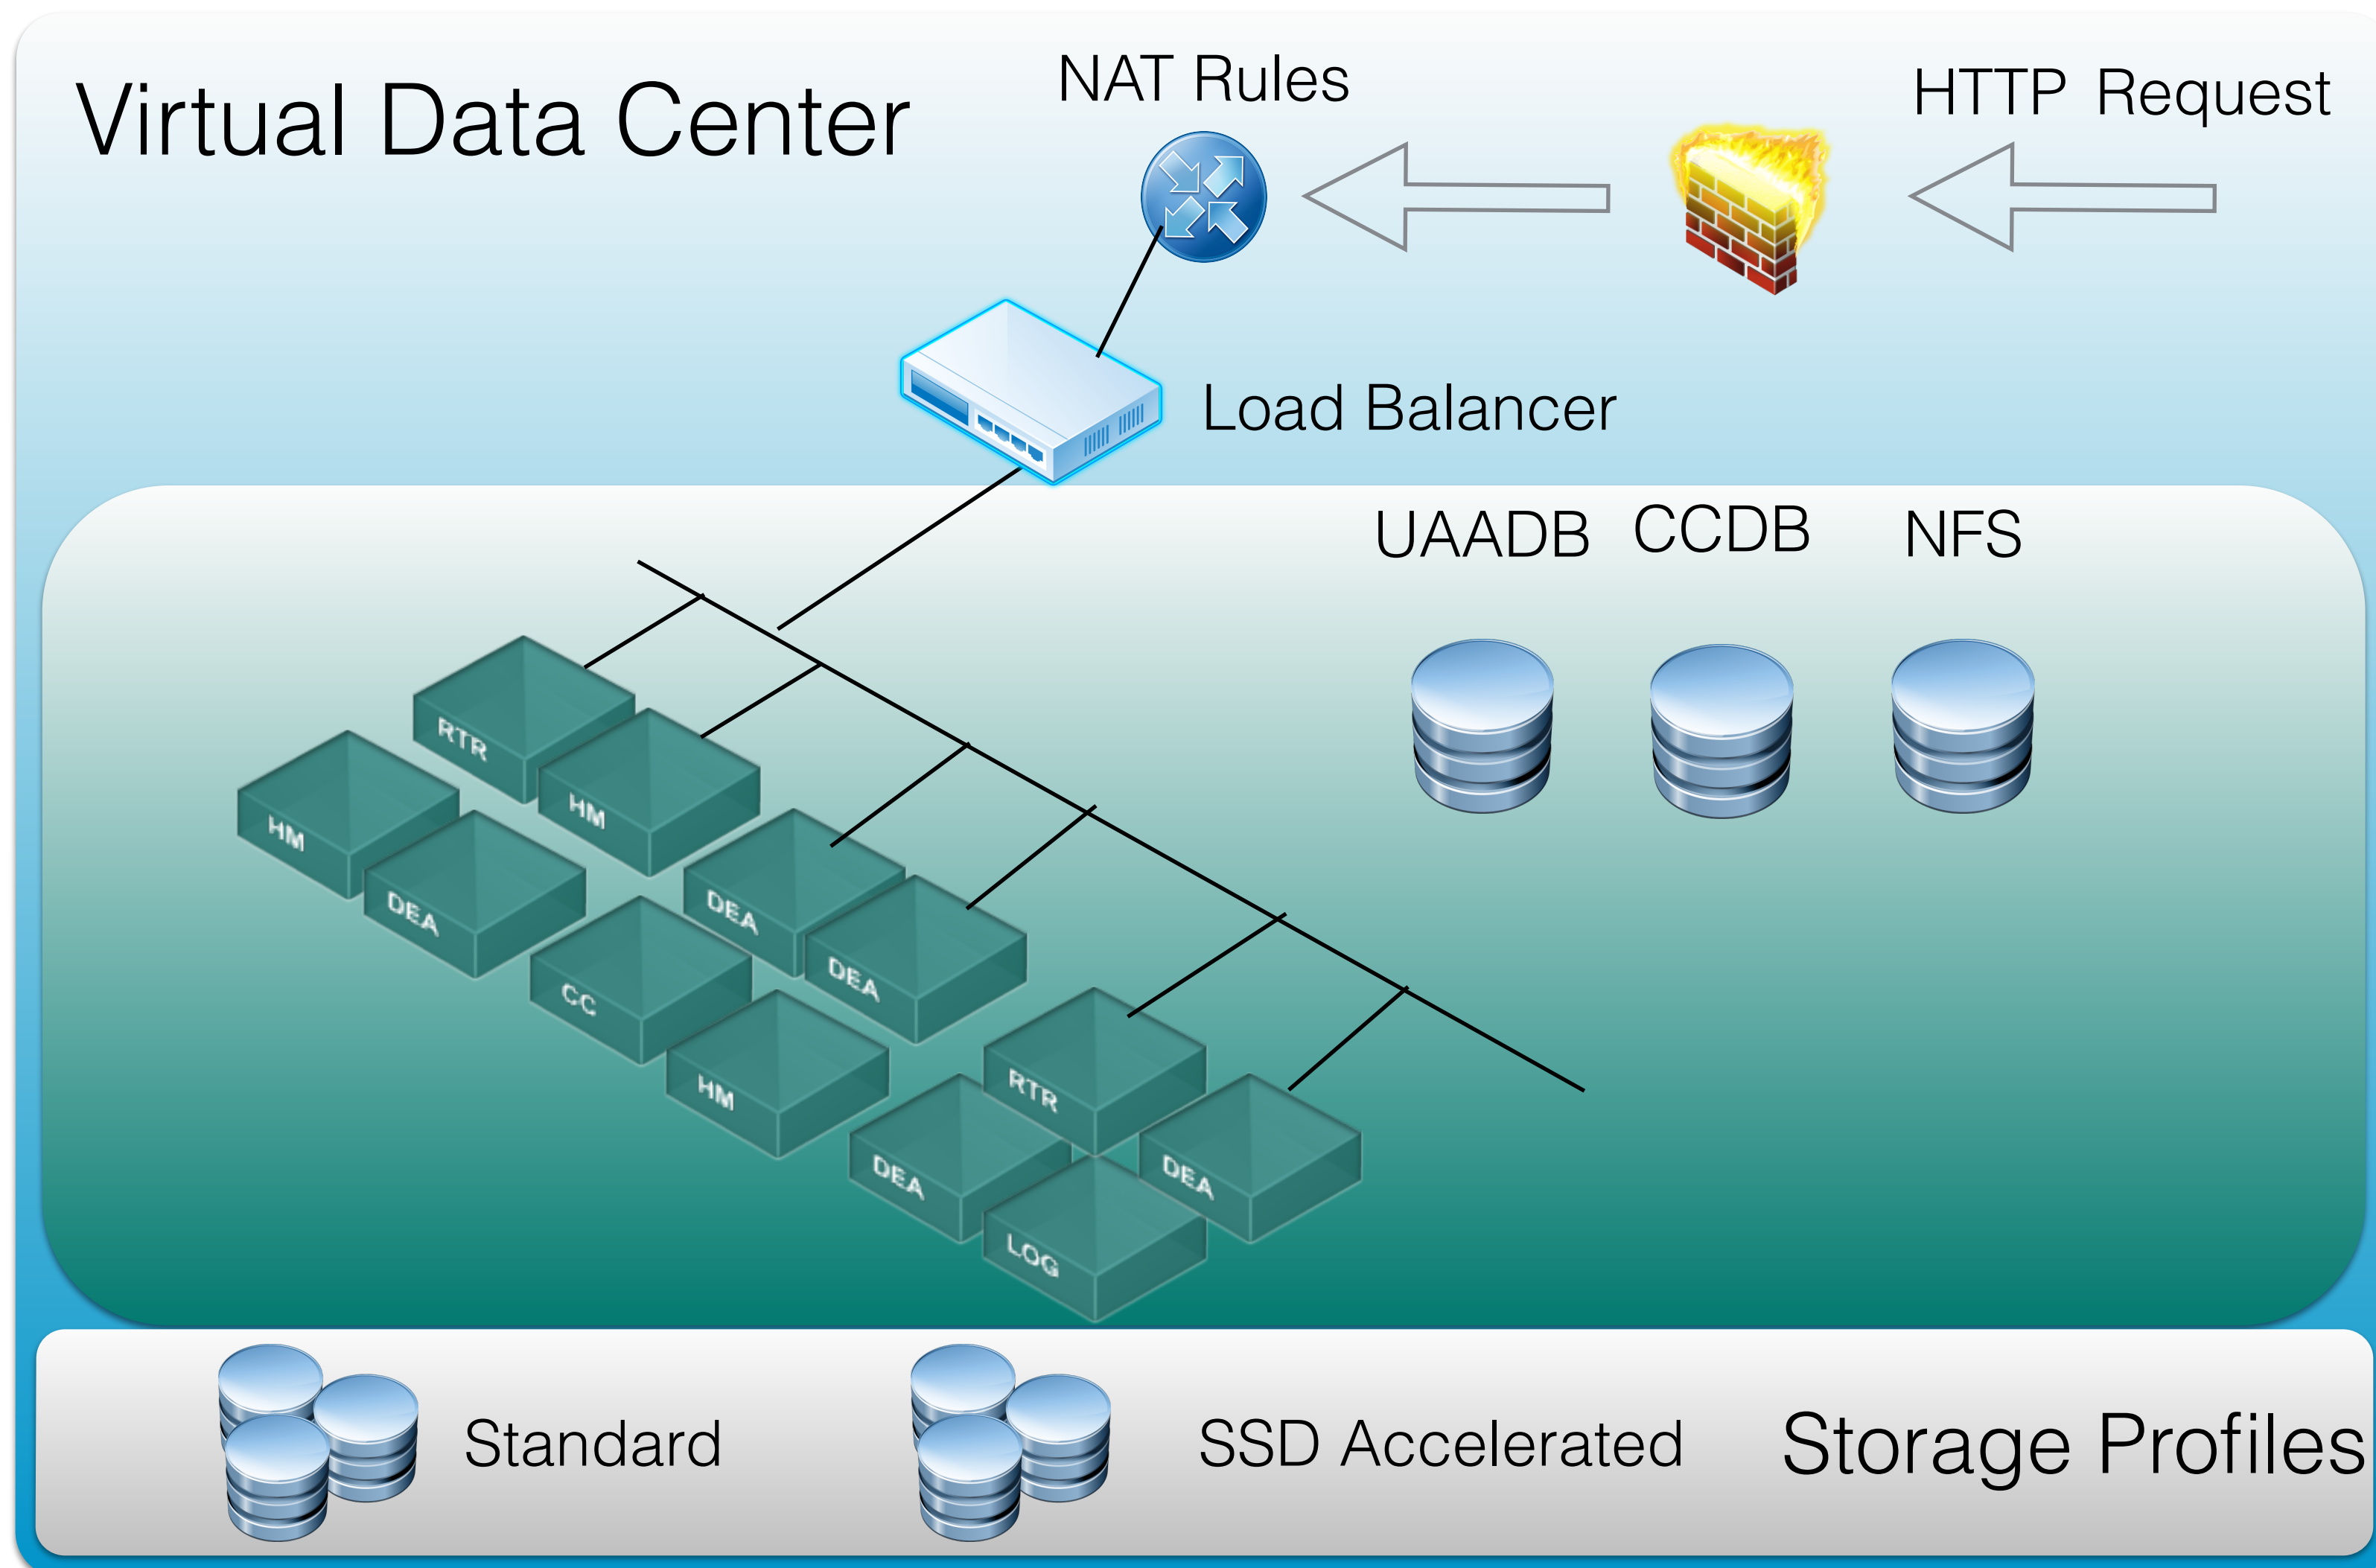 Virtual Data Center
NAT Rules
HTTP Request
Load Balancer
UAADB
CCDB
NFS
RTR
HM
HM
DEA
DEA
DEA
CC
HM
RTR
DEA
DEA
LOG
Standard
SSD Accelerated
Storage Profiles